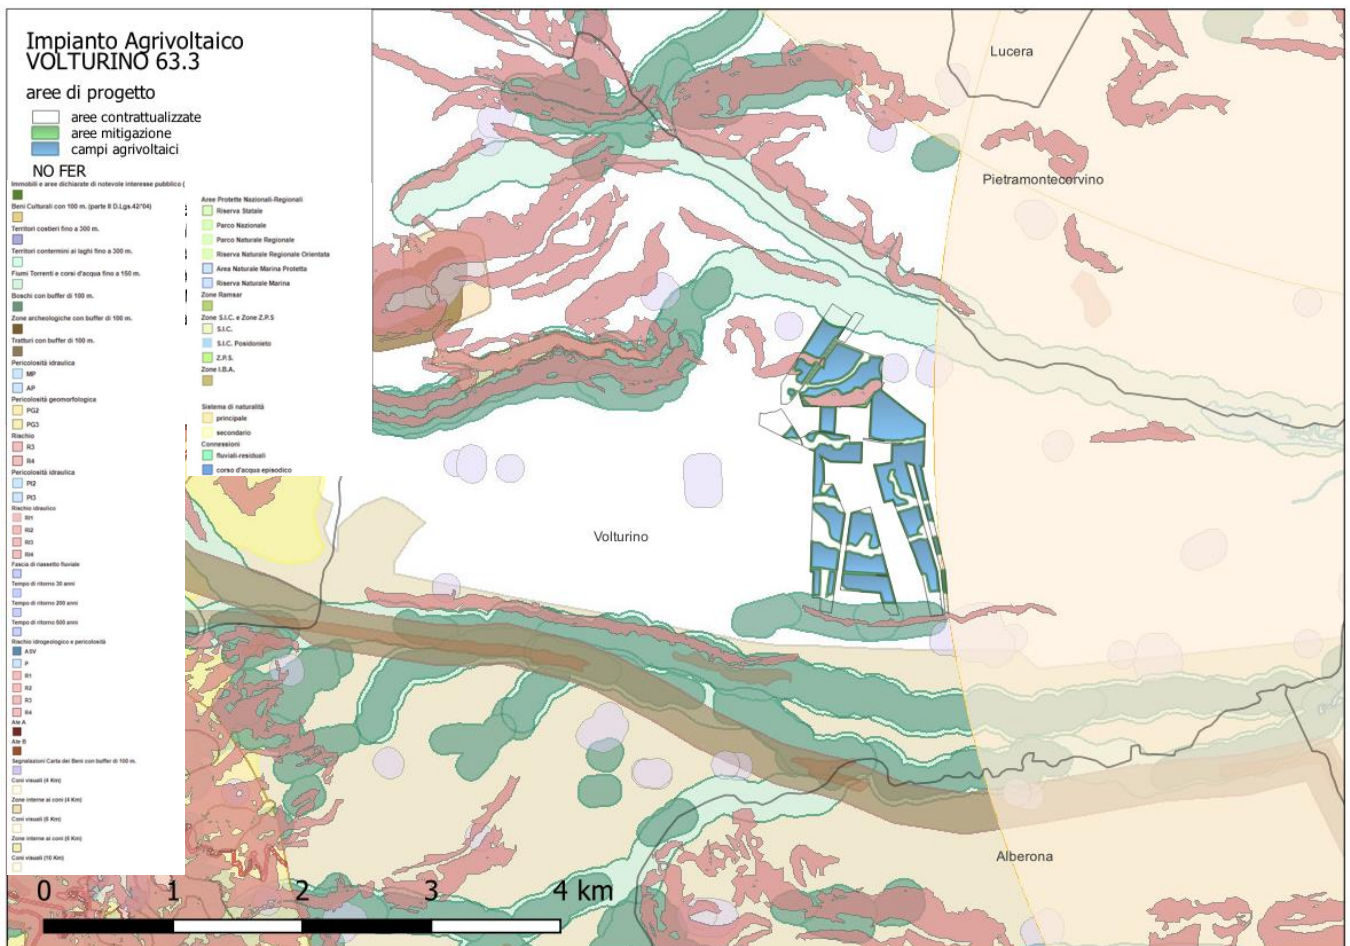 Impianto Agrivoltaico
VOLTURINO 63.3
aree di progetto
aree contrattualizzate
aree mitigazione
campi agrivoltaici
NO FER
Immobili e aree dichiarate di notevole interesse pubblico (
Beni Culturali con 100 m. (parte II D.Lgs.42/'04)
Territori costieri fino a 300 m.
Territori contermini ai laghi fino a 300 m.
Fiumi Torrenti e corsi d'acqua fino a 150 m.
Boschi con buffer di 100 m.
Zone archeologiche con buffer di 100 m.
Tratturi con buffer di 100 m.
Pericolosità idraulica
MP
AP
Pericolosità geomorfologica
PG2
PG3
Rischio
R3
R4
Pericolosità idraulica
PI2
PI3
Rischio idraulico
RI1
RI2
RI3
RI4
Fascia di riassetto fluviale
Tempo di ritorno 30 anni
Tempo di ritorno 200 anni
Tempo di ritorno 500 anni
Rischio idrogeologico e pericolosità
ASV
P
R1
R2
R3
R4
Ate A
Ate B
Segnalazioni Carta dei Beni con buffer di 100 m.
Coni visuali (4 Km)
Zone interne ai coni (4 Km)
Coni visuali (6 Km)
Zone interne ai coni (6 Km)
Coni visuali (10 Km)
Aree Protette Nazionali-Regionali
Riserva Statale
Parco Nazionale
Parco Naturale Regionale
Riserva Naturale Regionale Orientata
Area Naturale Marina Protetta
Riserva Naturale Marina
Zone Ramsar
Zone S.I.C. e Zone Z.P.S
S.I.C.
S.I.C. Posidonieto
Z.P.S.
Zone I.B.A.
Sistema di naturalità
principale
secondario
Connessioni
fluviali-residuali
corso d'acqua episodico
Lucera
Pietramontecorvino
Volturino
Alberona
0 1 2 3 4 km